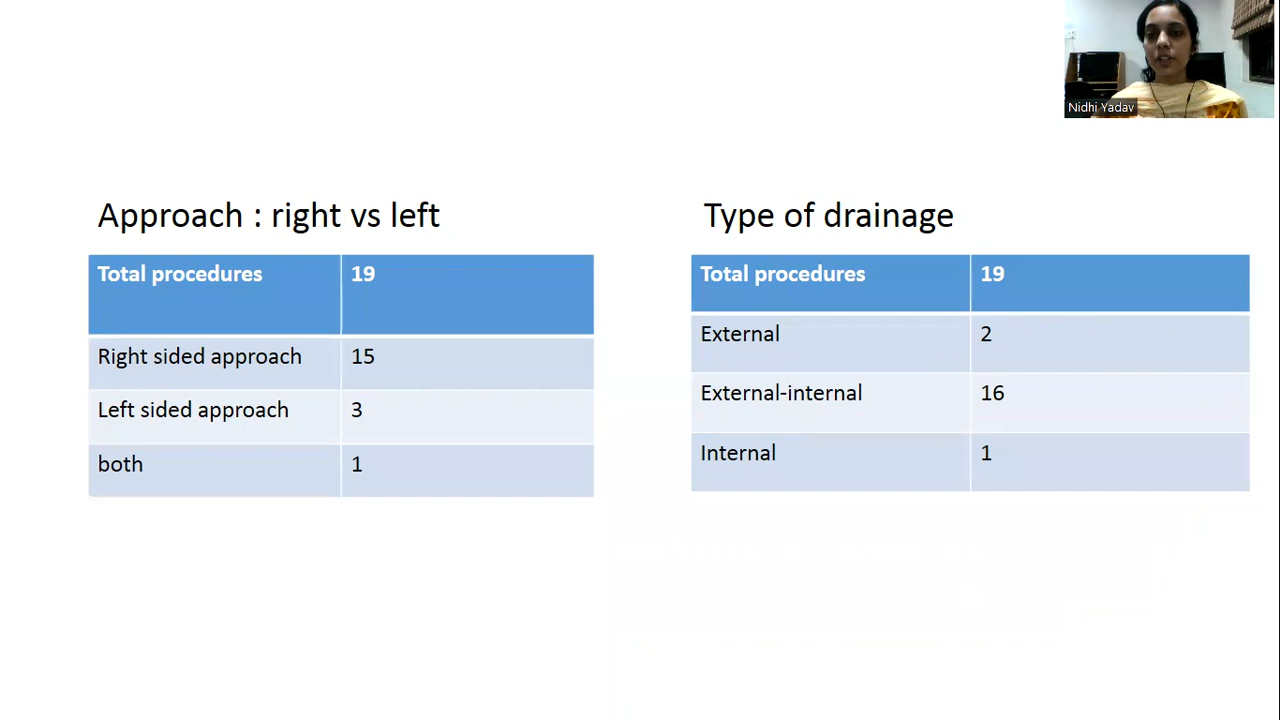 Nidhi Yadav
Approach : right vs left
Total procedures 19
Right sided approach 15
Left sided approach 3
both 1
Type of drainage
Total procedures 19
External 2
External-internal 16
Internal 1